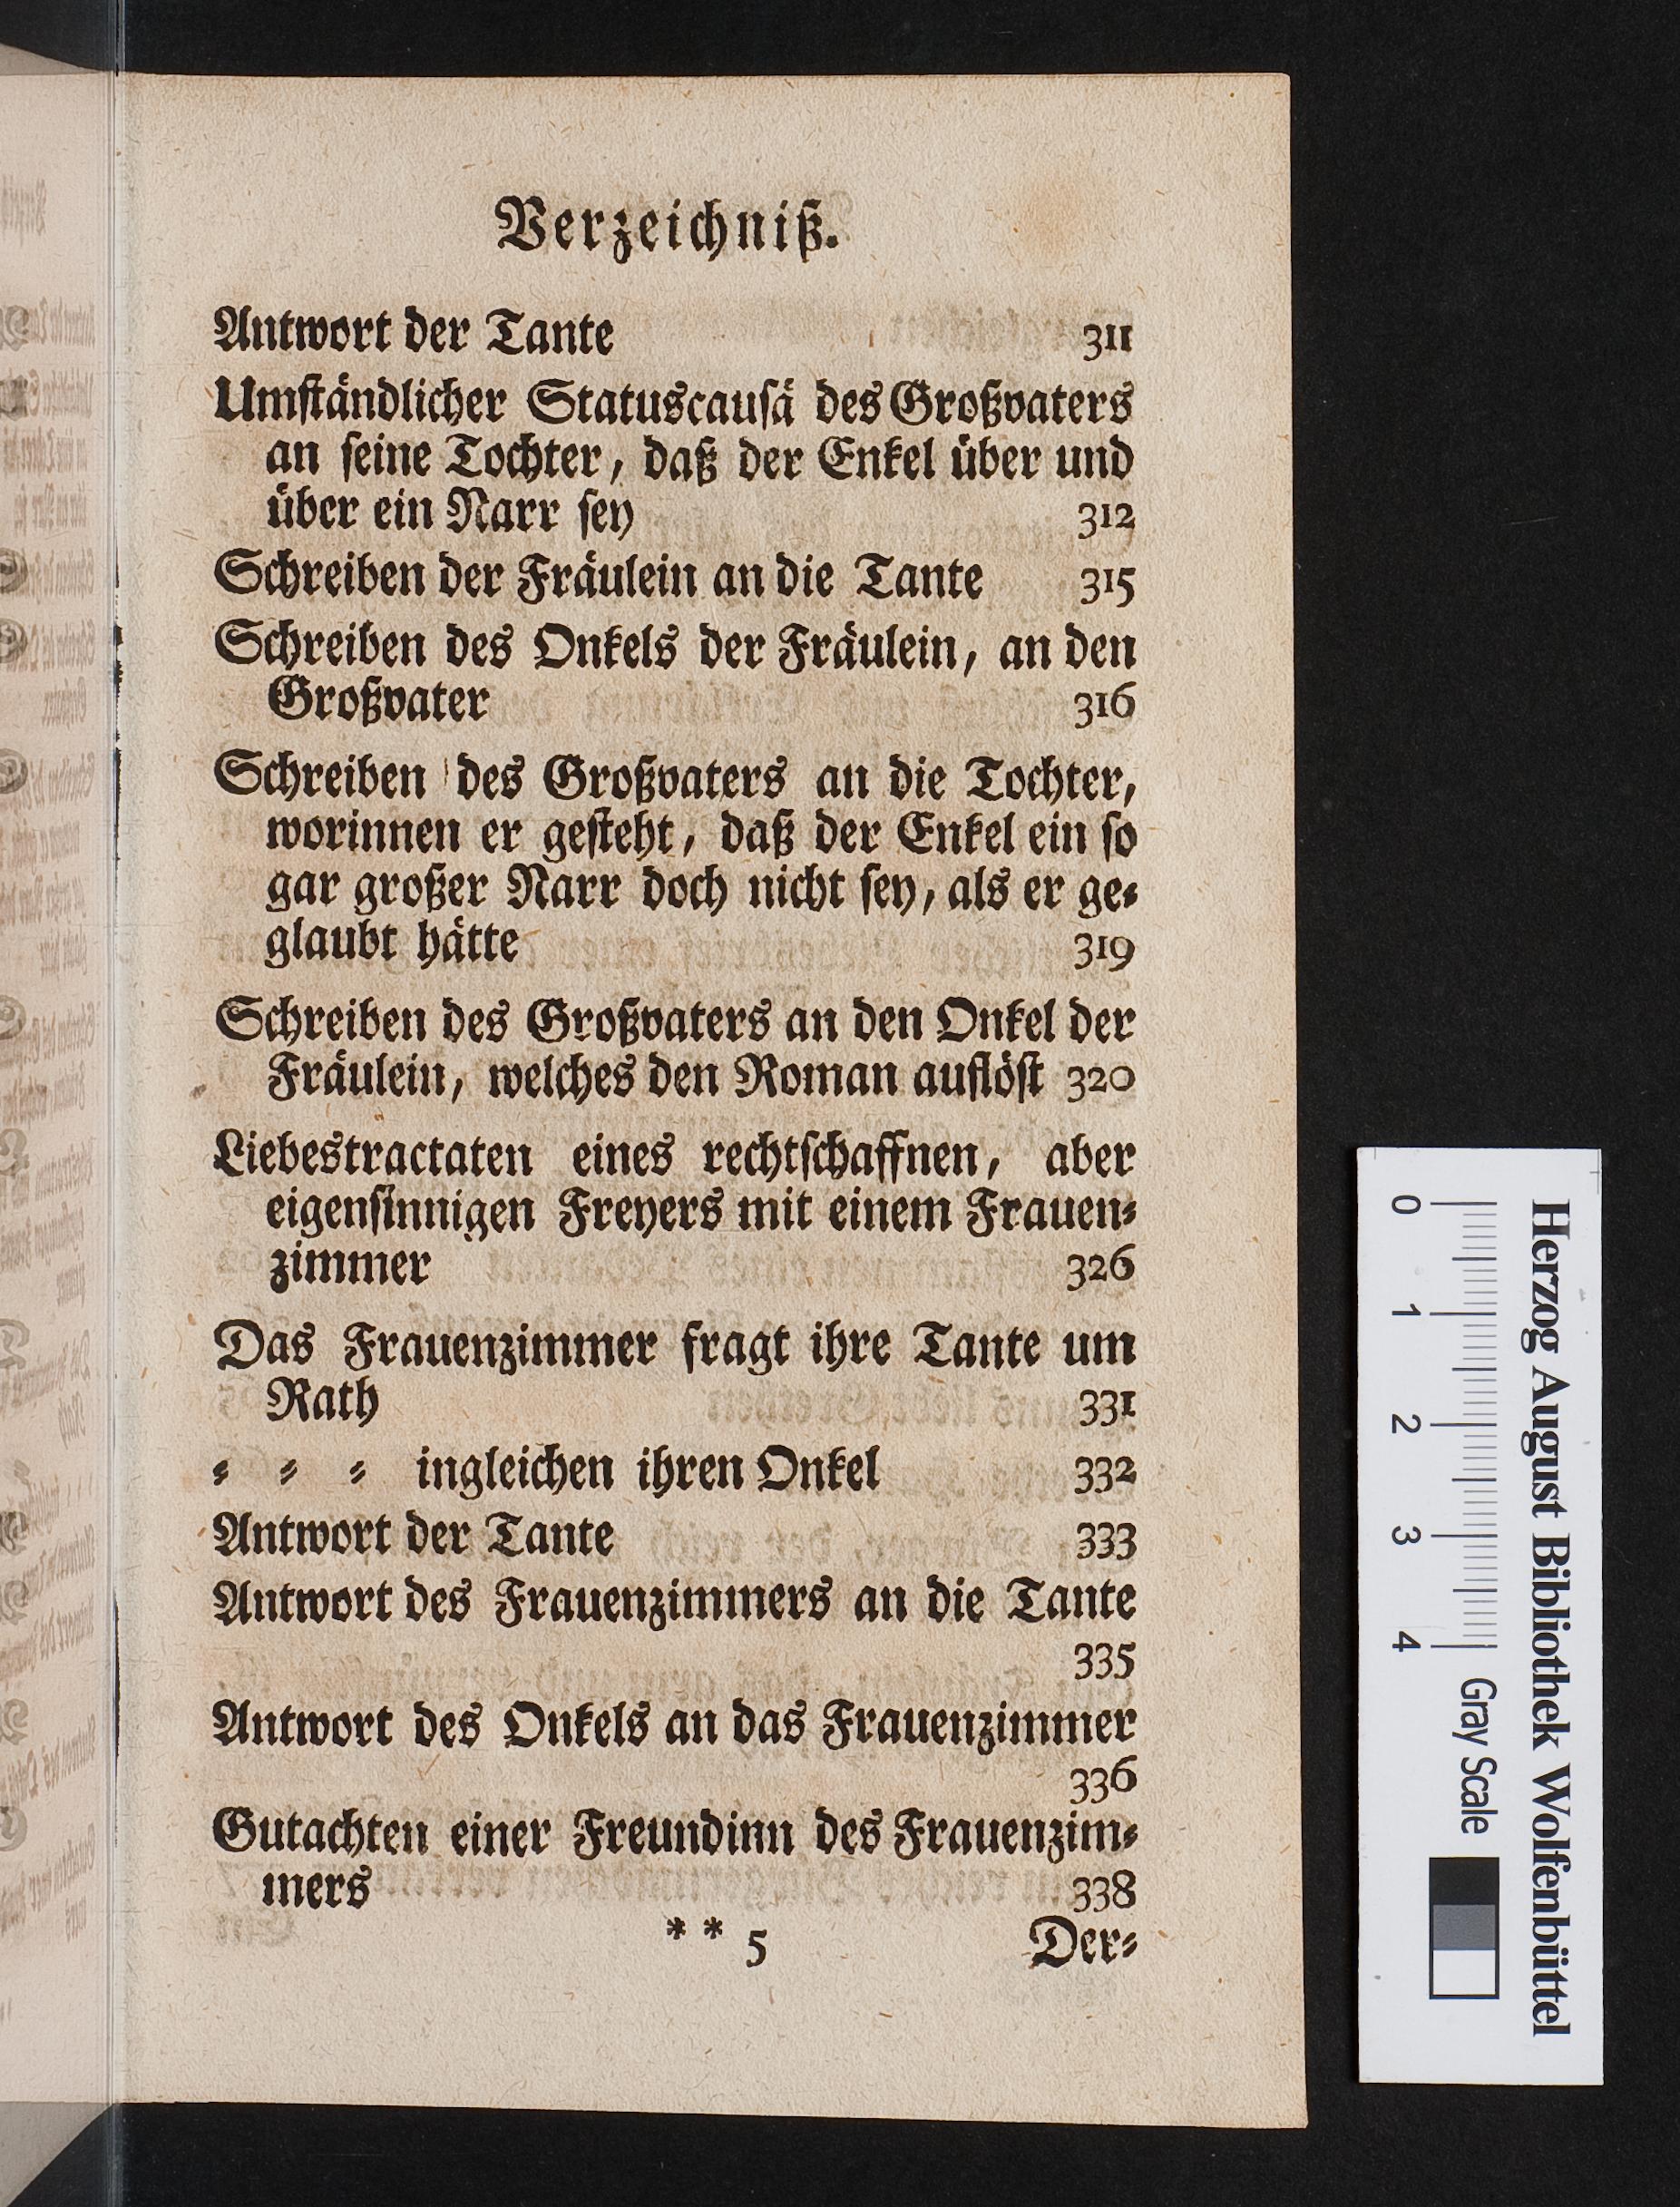 Verzeichniß.
Antwort der Tante 311
Umſtändlicher Statuscauſä des Großvaters
an ſeine Tochter, daß der Enkel über und
über ein Narr ſey 312
Schreiben der Fräulein an die Tante 315
Schreiben des Onkels der Fräulein, an den
Großvater 316
Schreiben des Großvaters an die Tochter,
worinnen er geſteht, daß der Enkel ein ſo
gar großer Narr doch nicht ſey, als er ge⸗
glaubt hätte 319
Schreiben des Großvaters an den Onkel der
Fräulein, welches den Roman auflöſt 320
Liebestractaten eines rechtſchaffnen, aber
eigenſinnigen Freyers mit einem Frauen⸗
zimmer 326
Das Frauenzimmer fragt ihre Tante um
Rath 331
⸗ ⸗ ⸗ ingleichen ihren Onkel 332
Antwort der Tante 333
Antwort des Frauenzimmers an die Tante
335
Antwort des Onkels an das Frauenzimmer
336
Gutachten einer Freundinn des Frauenzim⸗
mers 338
* * 5 Der⸗
Herzog August Bibliothek Wolfenbüttel
0 1 2 3 4 Gray Scale